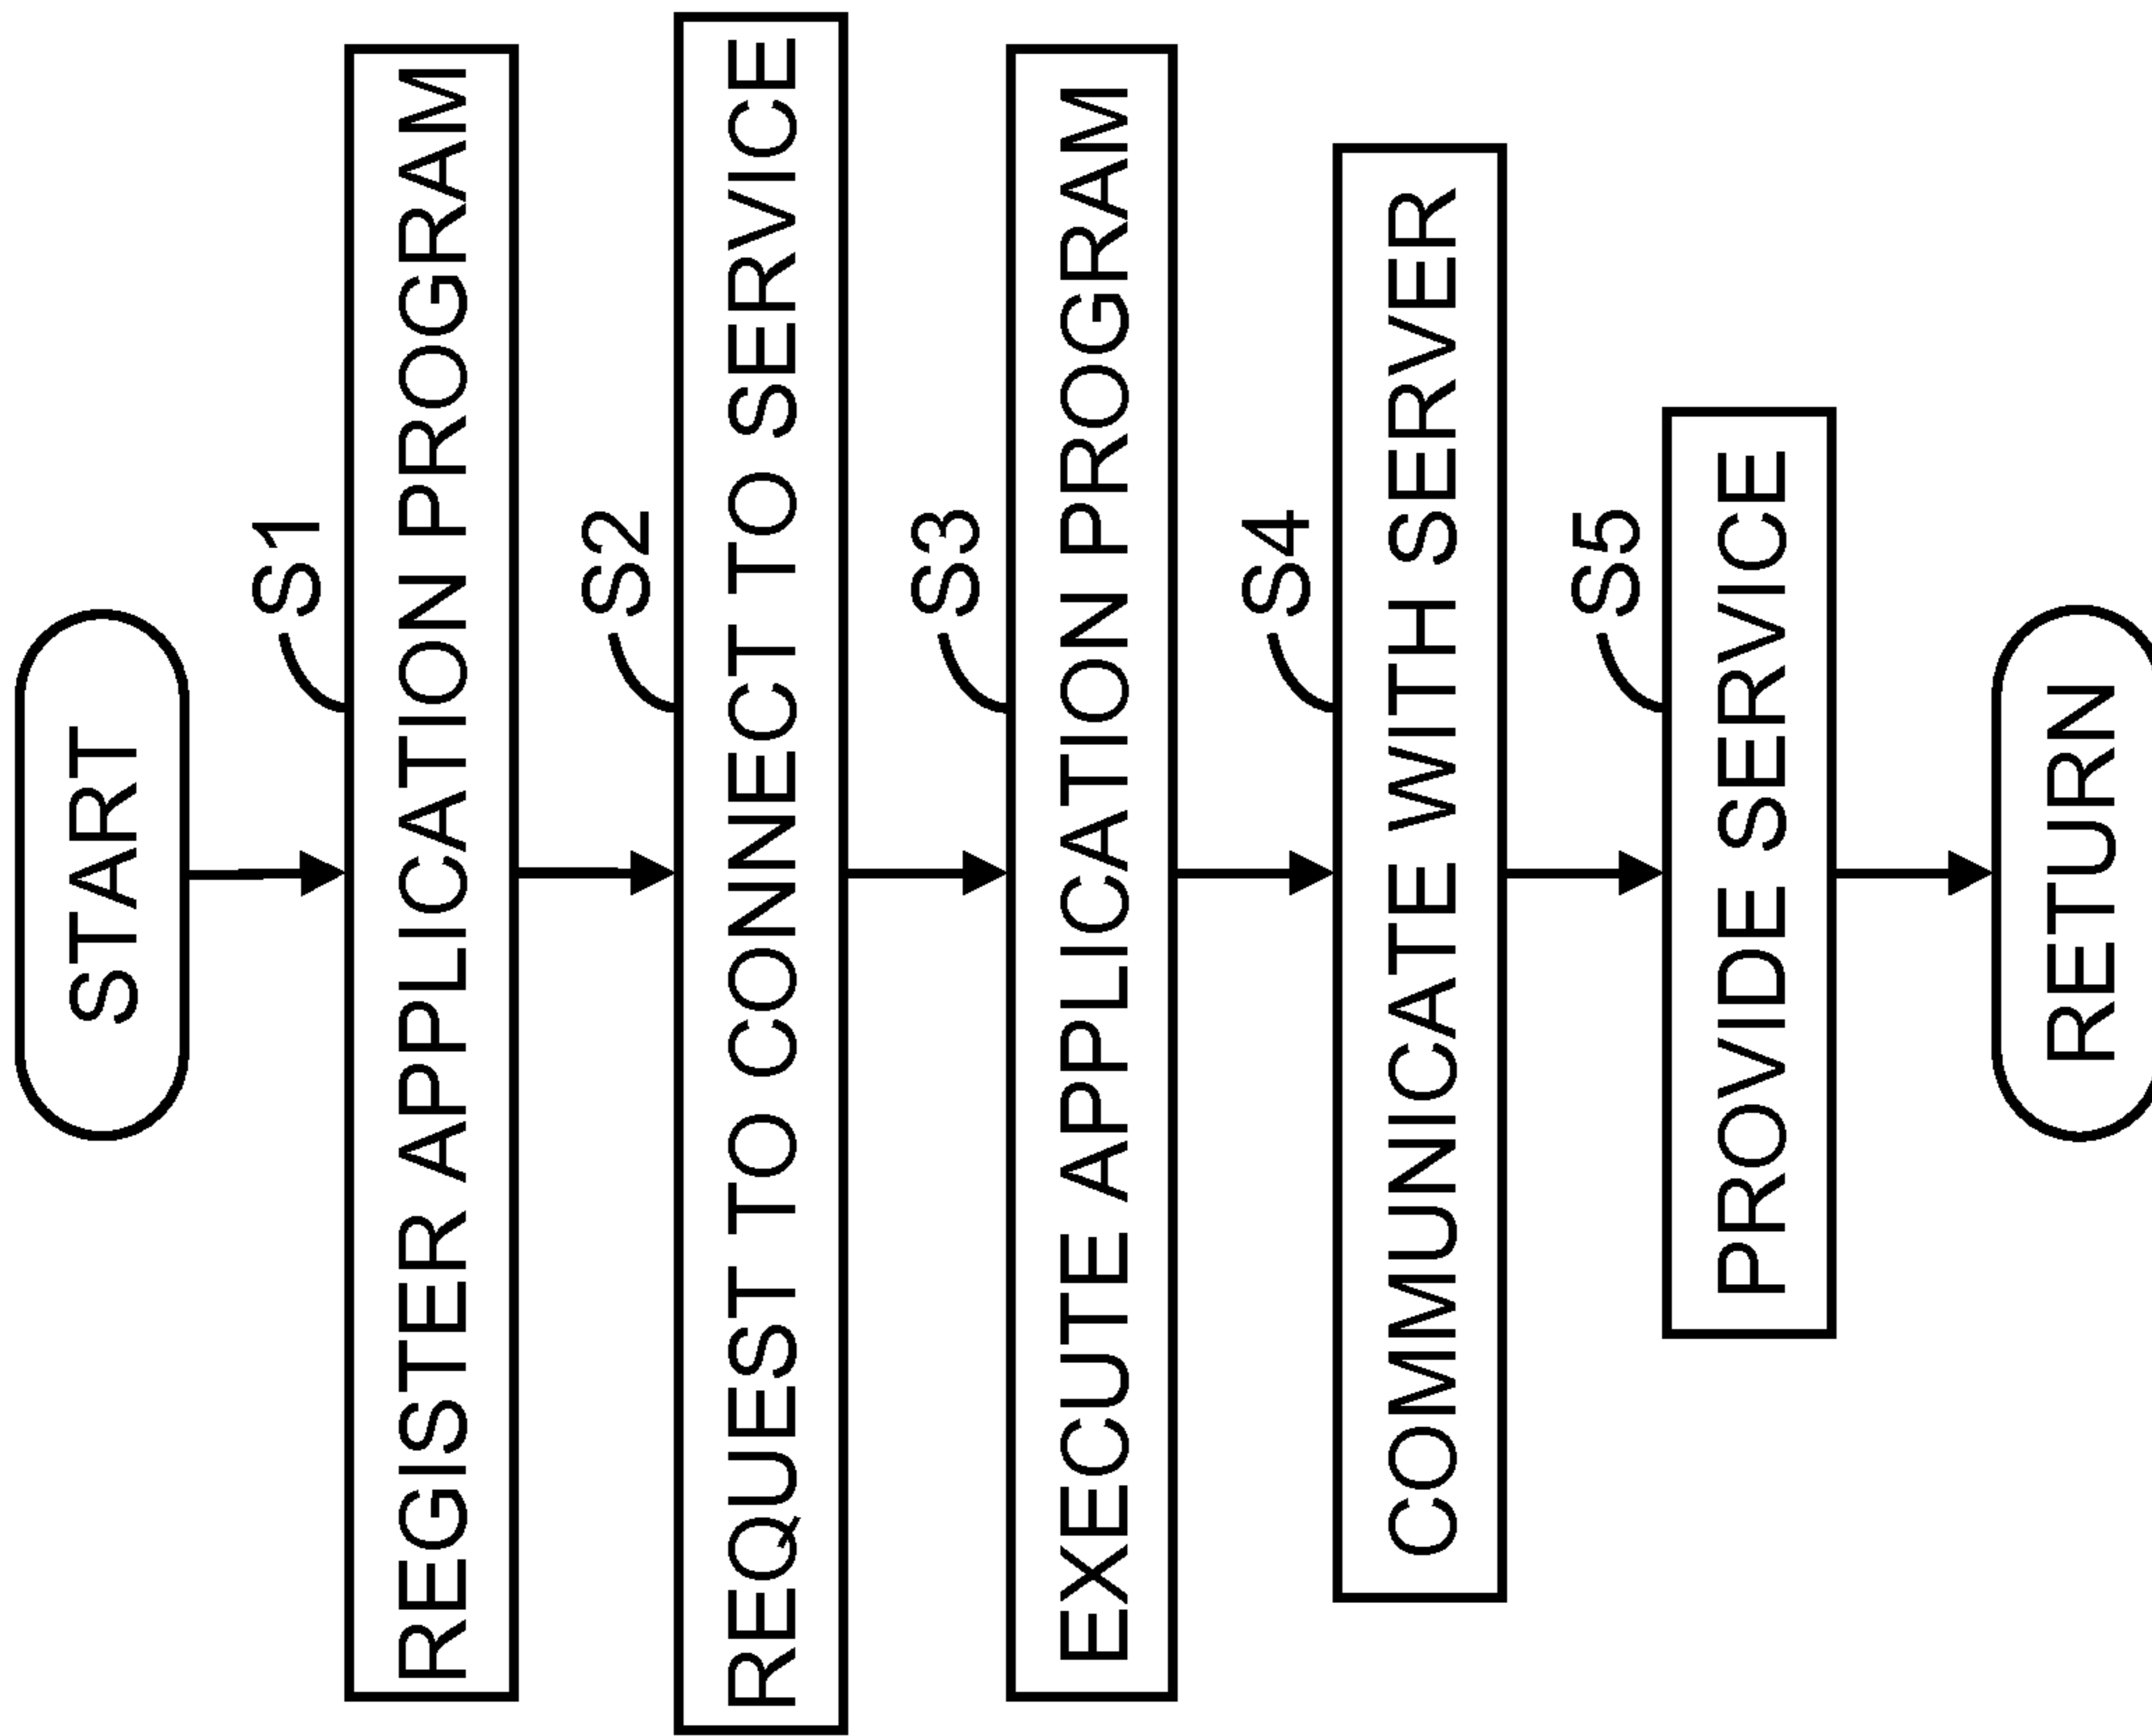 START
S1
REGISTER APPLICATION PROGRAM
S2
REQUEST TO CONNECT TO SERVICE
S3
EXECUTE APPLICATION PROGRAM
S4
COMMUNICATE WITH SERVER
S5
PROVIDE SERVICE
RETURN